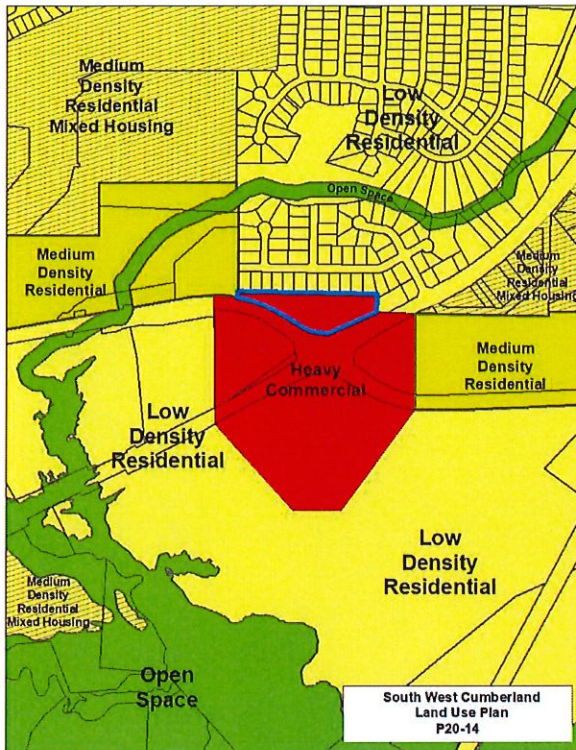 Medium
Density
Residential
Mixed Housing
Low
Density
Residential
Open Space
Medium
Density
Residential
Medium
Density
Residential
Mixed Housing
Heavy
Commercial
Medium
Density
Residential
Low
Density
Residential
Low
Density
Residential
Medium
Density
Residential
Mixed Housing
Open
Space
South West Cumberland
Land Use Plan
P20-14